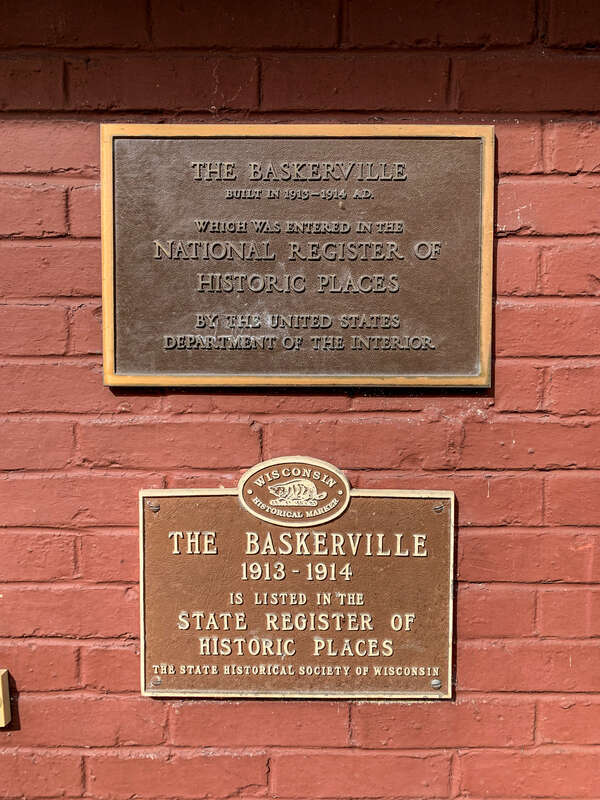 THE BASKERVILLE
BUILT IN 1913-1914 AD.
WHICH WAS ENTERED IN THE
NATIONAL REGISTER OF
HISTORIC PLACES
BY THE UNITED STATES
DEPARTMENT OF THE INTERIOR
WISCONSIN
HISTORICAL MARKER
THE BASKERVILLE
1913-1914
IS LISTED IN THE
STATE REGISTER OF
HISTORIC PLACES
THE STATE HISTORICAL SOCIETY OF WISCONSIN